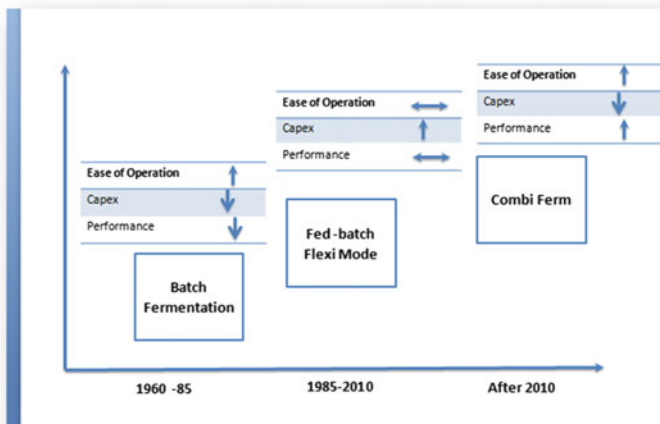 Ease of Operation
Capex
Performance
Batch
Fermentation
Ease of Operation
Capex
Performance
Fed -batch
Flexi Mode
Ease of Operation
Capex
Performance
Combi Ferm
1960 -85
1985-2010
After 2010